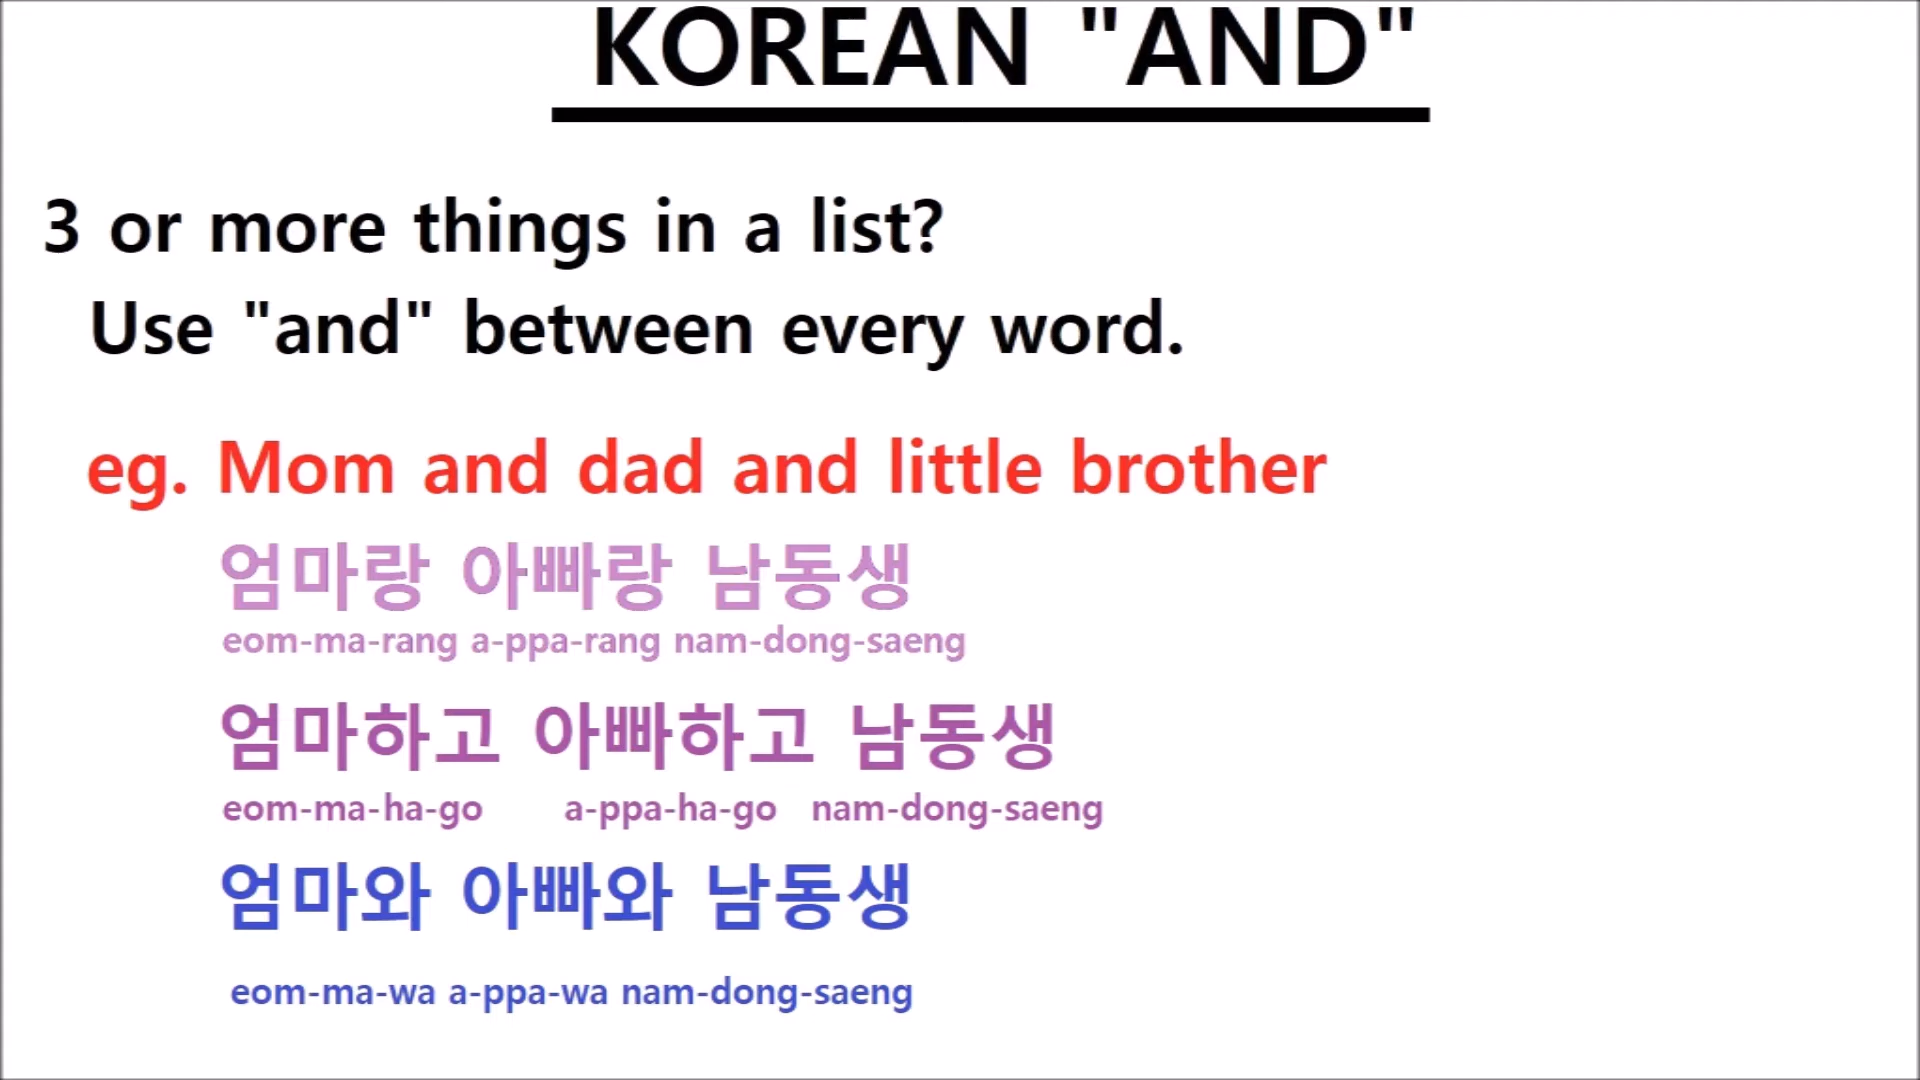 KOREAN "AND"
3 or more things in a list?
Use "and" between every word.
eg. Mom and dad and little brother
엄마랑 아빠랑 남동생
eom-ma-rang a-ppa-rang nam-dong-saeng
엄마하고 아빠하고 남동생
eom-ma-ha-go a-ppa-ha-go nam-dong-saeng
엄마와 아빠와 남동생
eom-ma-wa a-ppa-wa nam-dong-saeng